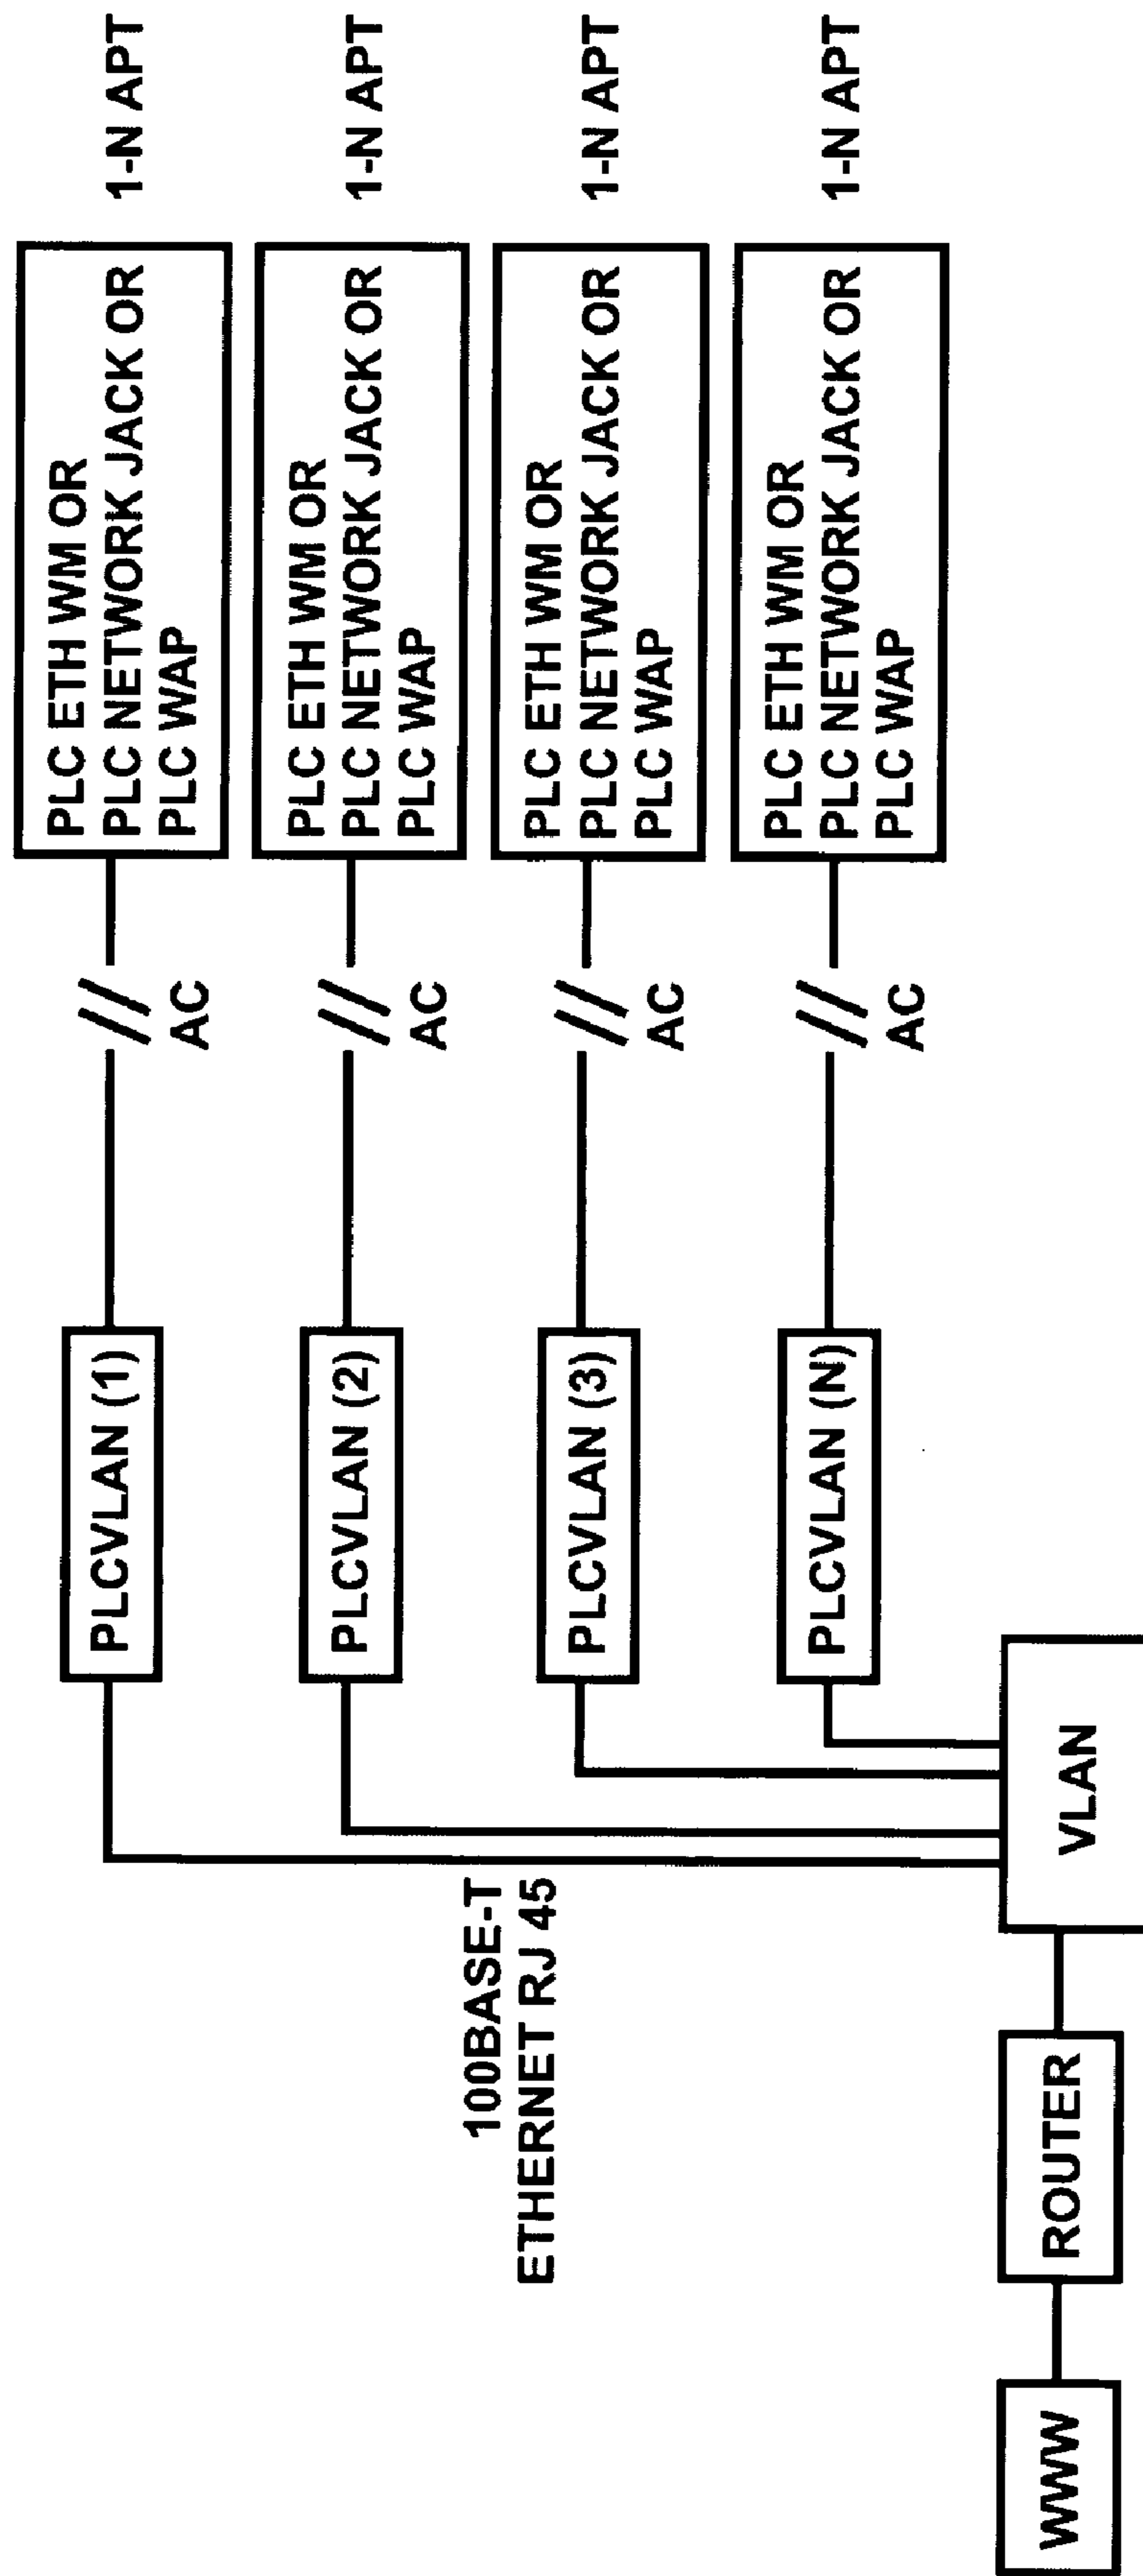 PLCVLAN (1)
AC
PLC ETH WM OR
PLC NETWORK JACK OR
PLC WAP
1-N APT
PLCVLAN (2)
AC
PLC ETH WM OR
PLC NETWORK JACK OR
PLC WAP
1-N APT
100BASE-T
ETHERNET RJ 45
PLCVLAN (3)
AC
PLC ETH WM OR
PLC NETWORK JACK OR
PLC WAP
1-N APT
PLCVLAN (N)
AC
PLC ETH WM OR
PLC NETWORK JACK OR
PLC WAP
1-N APT
WWW
ROUTER
VLAN